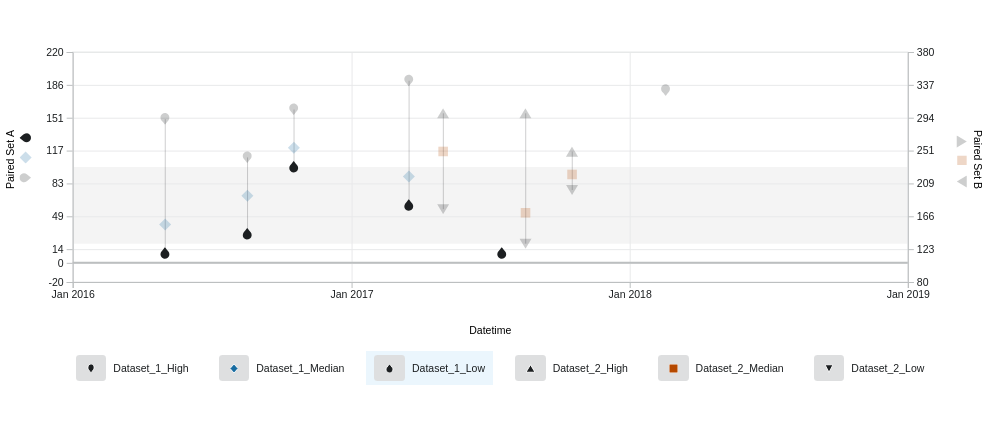 220
186
151
117
83
49
14
0
-20
Paired Set A
380
337
294
251
209
166
123
80
Paired Set B
Jan 2016
Jan 2017
Jan 2018
Jan 2019
Datetime
Dataset_1_High
Dataset_1_Median
Dataset_1_Low
Dataset_2_High
Dataset_2_Median
Dataset_2_Low